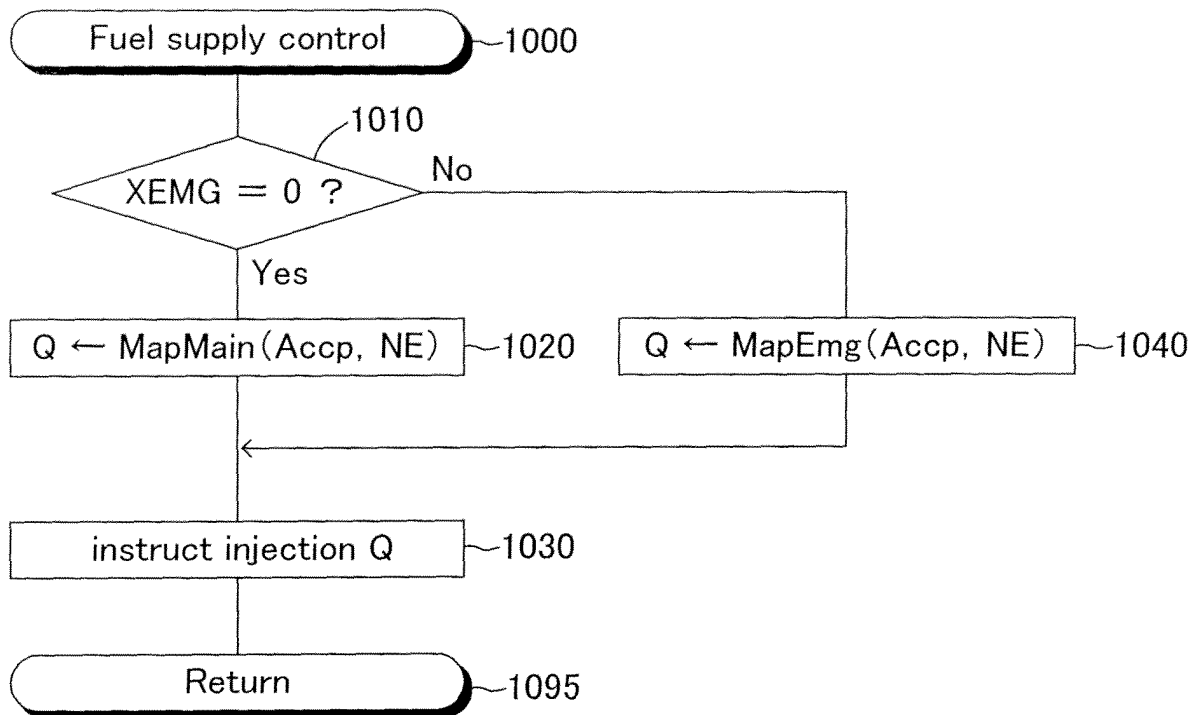 Fuel supply control
1000
1010
XEMG = 0 ?
No
Yes
Q ← MapMain(Accp, NE)
1020
Q ← MapEmg(Accp, NE)
1040
instruct injection Q
1030
Return
1095